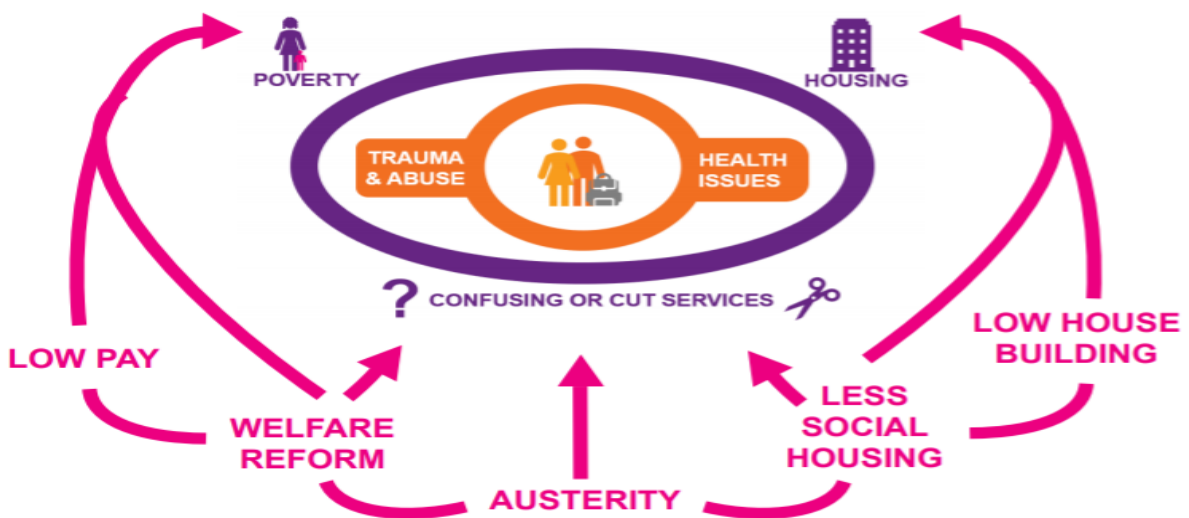 POVERTY
HOUSING
TRAUMA
& ABUSE
HEALTH
ISSUES
? CONFUSING OR CUT SERVICES
LOW PAY
LOW HOUSE
BUILDING
WELFARE
REFORM
LESS
SOCIAL
HOUSING
AUSTERITY